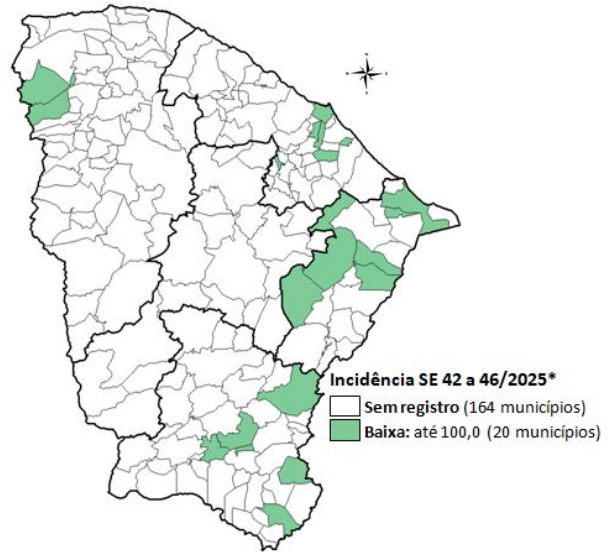 Incidência SE 42 a 46/2025*
Sem registro (164 municípios)
Baixa: até 100,0 (20 municípios)